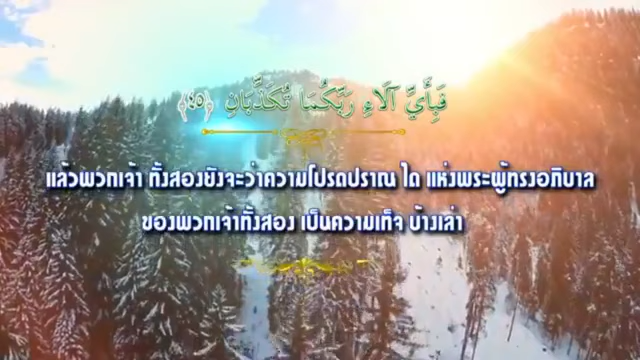 فَبِأَيِّ آلَاءِ رَبِّكُمَا تُكَذِّبَانِ ﴿٤٥﴾
แล้วพวกเจ้า ทั้งสองยังจะว่าความโปรดปราณ ใด แห่งพระผู้ทรงอภิบาล
ของพวกเจ้าทั้งสอง เป็นความเท็จ บ้างเล่า